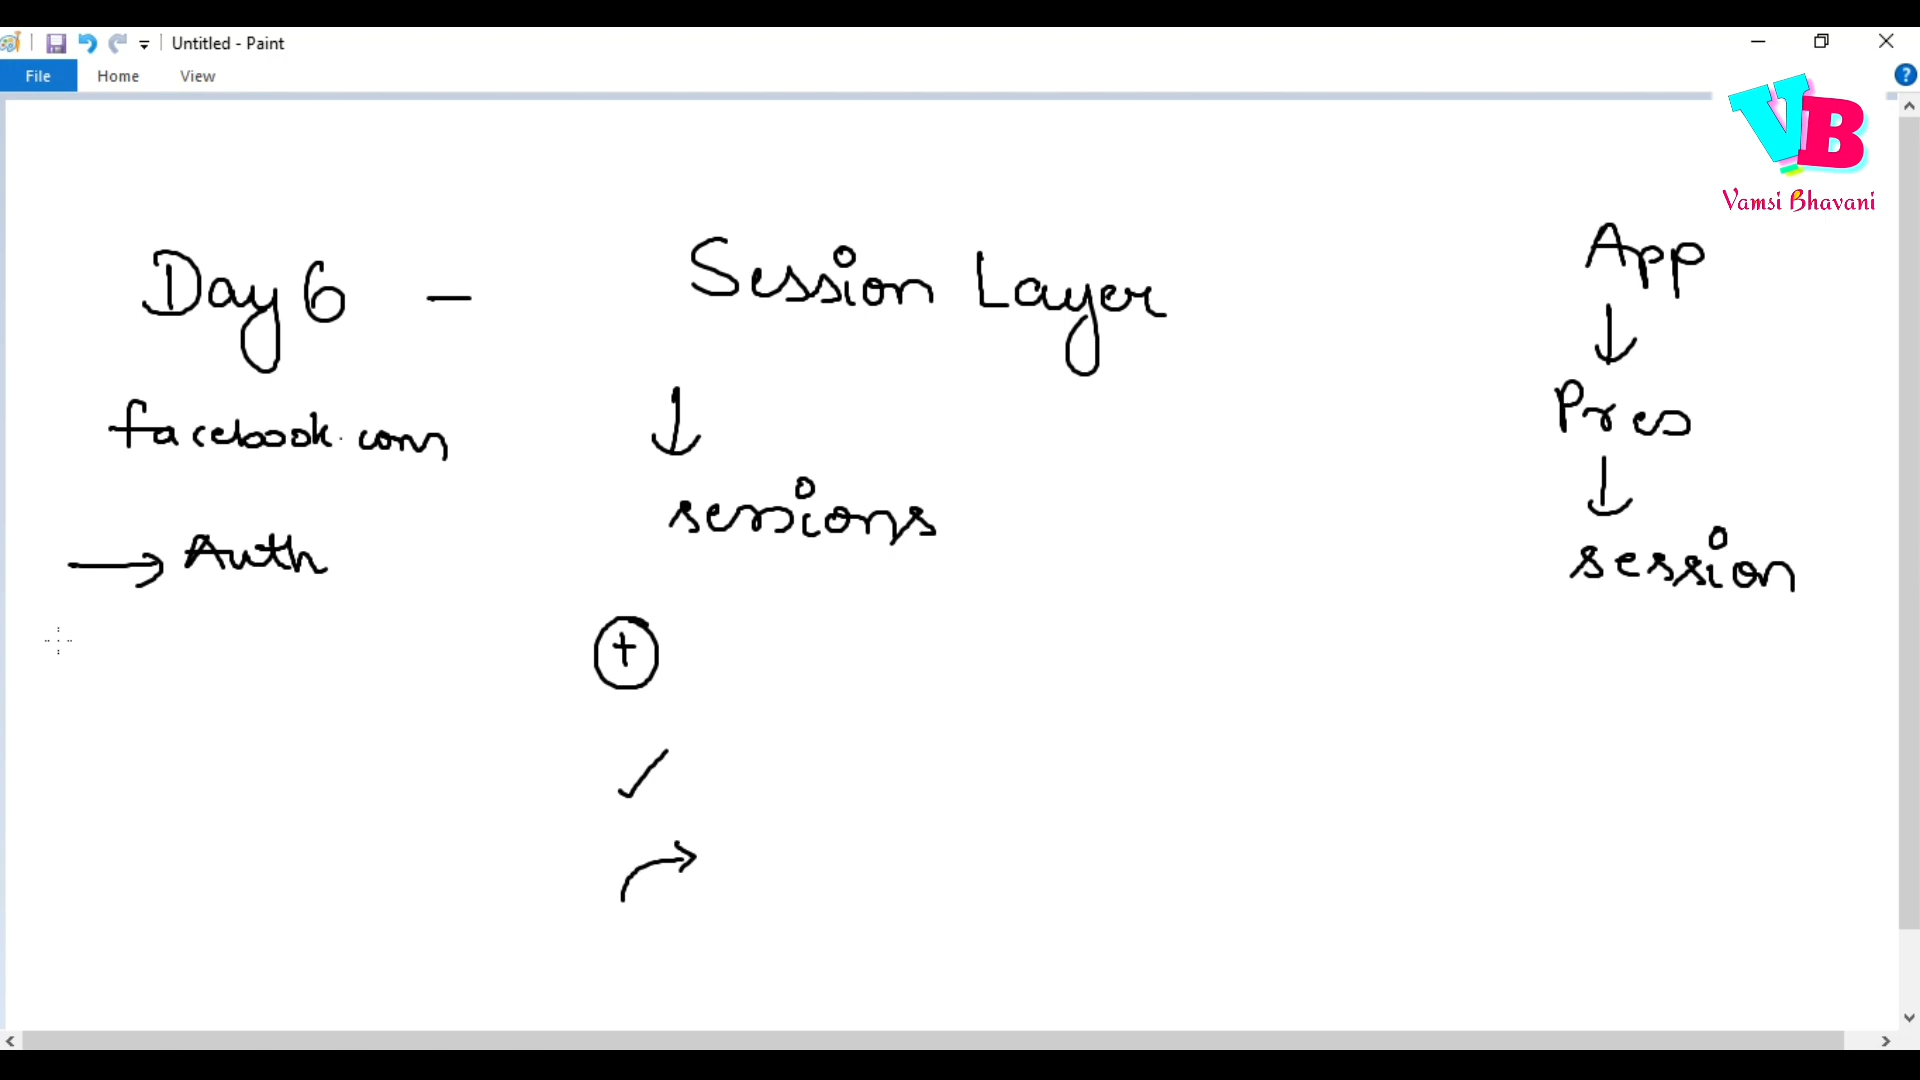 Untitled - Paint
File Home View
VB
Vamsi Bhavani
Day 6 - Session Layer
facebook.com
sessions
→ Auth
+
App
↓
Pres
↓
session